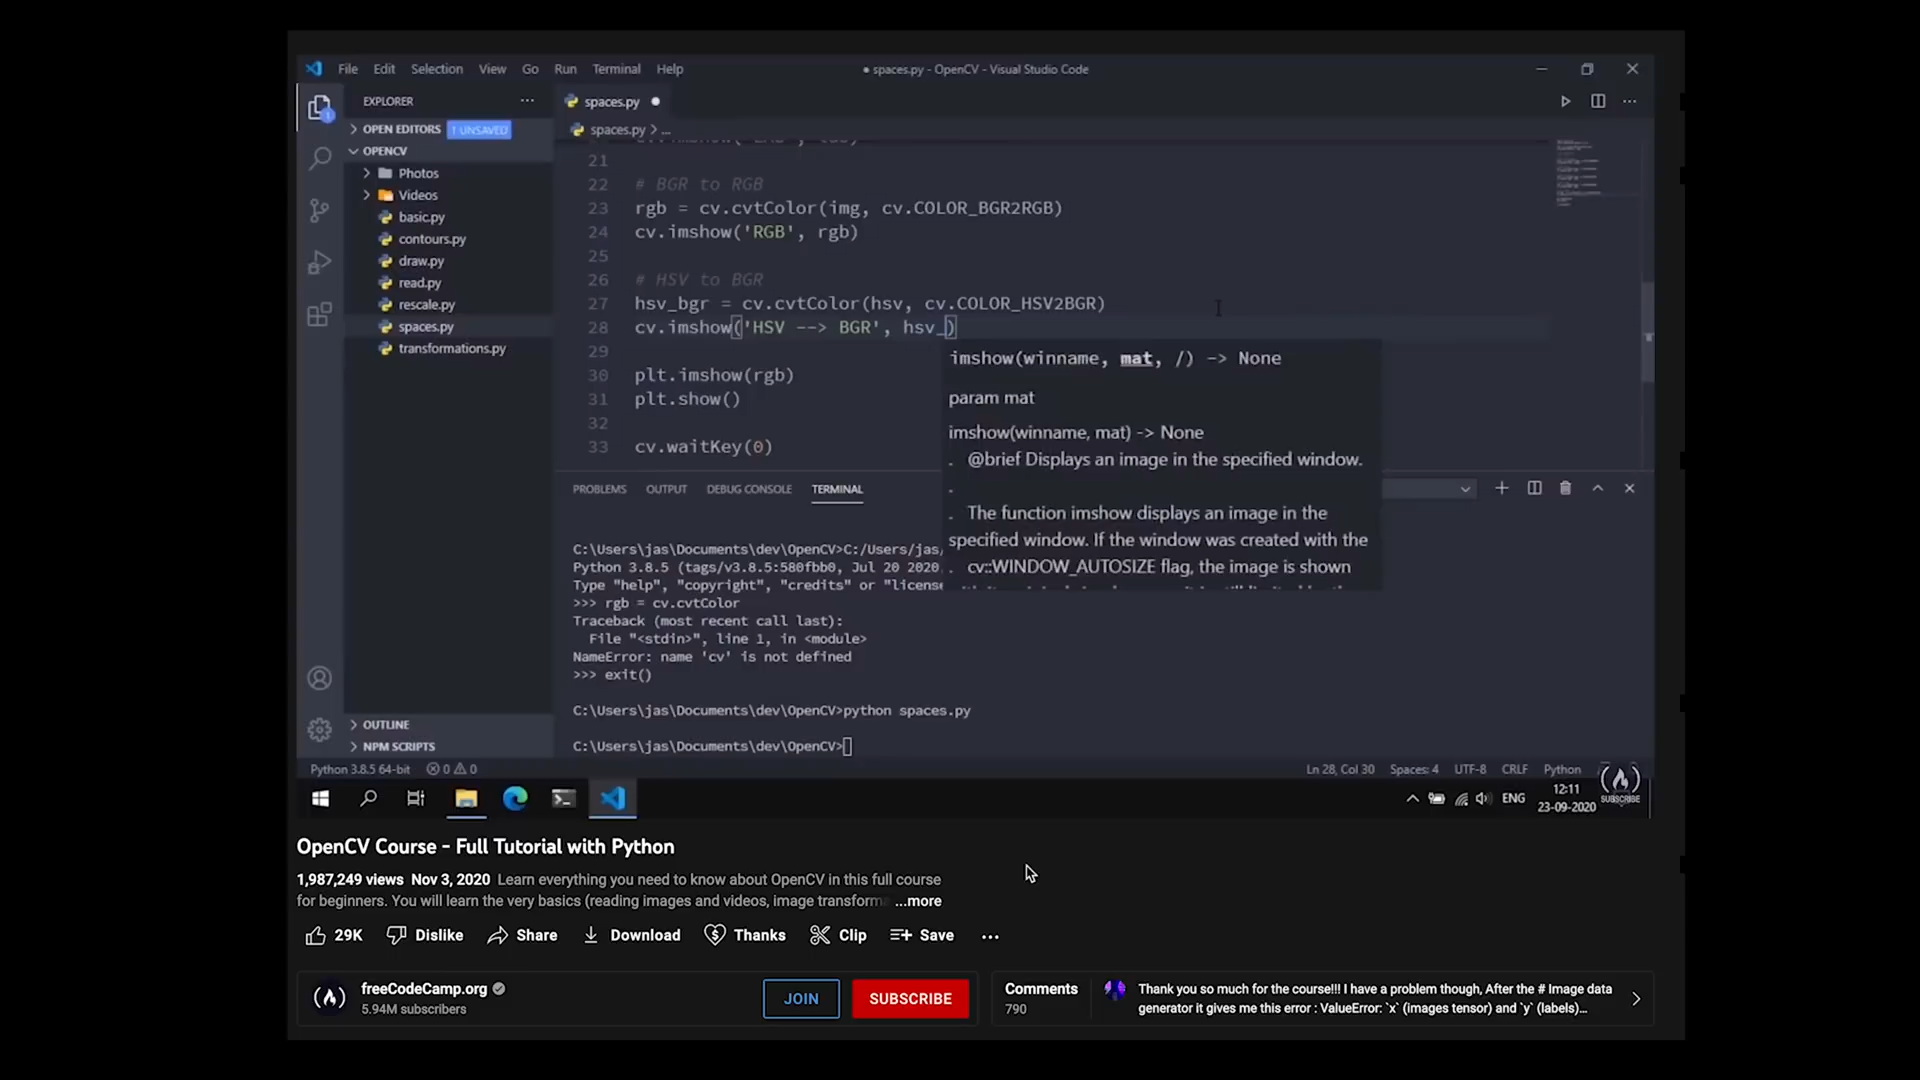 File Edit Selection View Go Run Terminal Help
● spaces.py - OpenCV - Visual Studio Code
EXPLORER
OPEN EDITORS 1 UNSAVED
OPENCV
Photos
Videos
basic.py
contours.py
draw.py
read.py
rescale.py
spaces.py
transformations.py
OUTLINE
NPM SCRIPTS
1
spaces.py ●
spaces.py > ...
21
22 # BGR to RGB
23 rgb = cv.cvtColor(img, cv.COLOR_BGR2RGB)
24 cv.imshow('RGB', rgb)
25
26 # HSV to BGR
27 hsv_bgr = cv.cvtColor(hsv, cv.COLOR_HSV2BGR)
28 cv.imshow('HSV --> BGR', hsv_)
29
30 plt.imshow(rgb)
31 plt.show()
32
33 cv.waitKey(0)
imshow(winname, mat, /) -> None
param mat
imshow(winname, mat) -> None
. @brief Displays an image in the specified window.
.
. The function imshow displays an image in the
specified window. If the window was created with the
. cv::WINDOW_AUTOSIZE flag, the image is shown
PROBLEMS OUTPUT DEBUG CONSOLE TERMINAL
C:\Users\jas\Documents\dev\OpenCV>C:/Users/jas/
Python 3.8.5 (tags/v3.8.5:580fbb0, Jul 20 2020,
Type "help", "copyright", "credits" or "license
>>> rgb = cv.cvtColor
Traceback (most recent call last):
File "<stdin>", line 1, in <module>
NameError: name 'cv' is not defined
>>> exit()
C:\Users\jas\Documents\dev\OpenCV>python spaces.py
C:\Users\jas\Documents\dev\OpenCV>
Python 3.8.5 64-bit 0 0
Ln 28, Col 30 Spaces: 4 UTF-8 CRLF Python
SUBSCRIBE
ENG
12:11
23-09-2020
OpenCV Course - Full Tutorial with Python
1,987,249 views Nov 3, 2020 Learn everything you need to know about OpenCV in this full course
for beginners. You will learn the very basics (reading images and videos, image transforma ...more
29K Dislike Share Download Thanks Clip Save ...
freeCodeCamp.org
5.94M subscribers
JOIN
SUBSCRIBE
Comments
790
Thank you so much for the course!!! I have a problem though, After the # Image data
generator it gives me this error : ValueError: `x` (images tensor) and `y` (labels)...